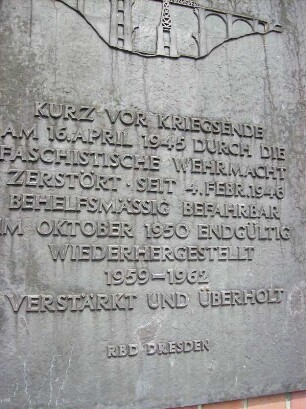 KURZ VOR KRIEGSENDE
AM 16. APRIL 1945 DURCH DIE
FASCHISTISCHE WEHRMACHT
ZERSTÖRT · SEIT 4. FEBR. 1946
BEHELFSMÄSSIG BEFAHRBAR
IM OKTOBER 1950 ENDGÜLTIG
WIEDERHERGESTELLT
1959-1962
VERSTÄRKT UND ÜBERHOLT
RBD DRESDEN